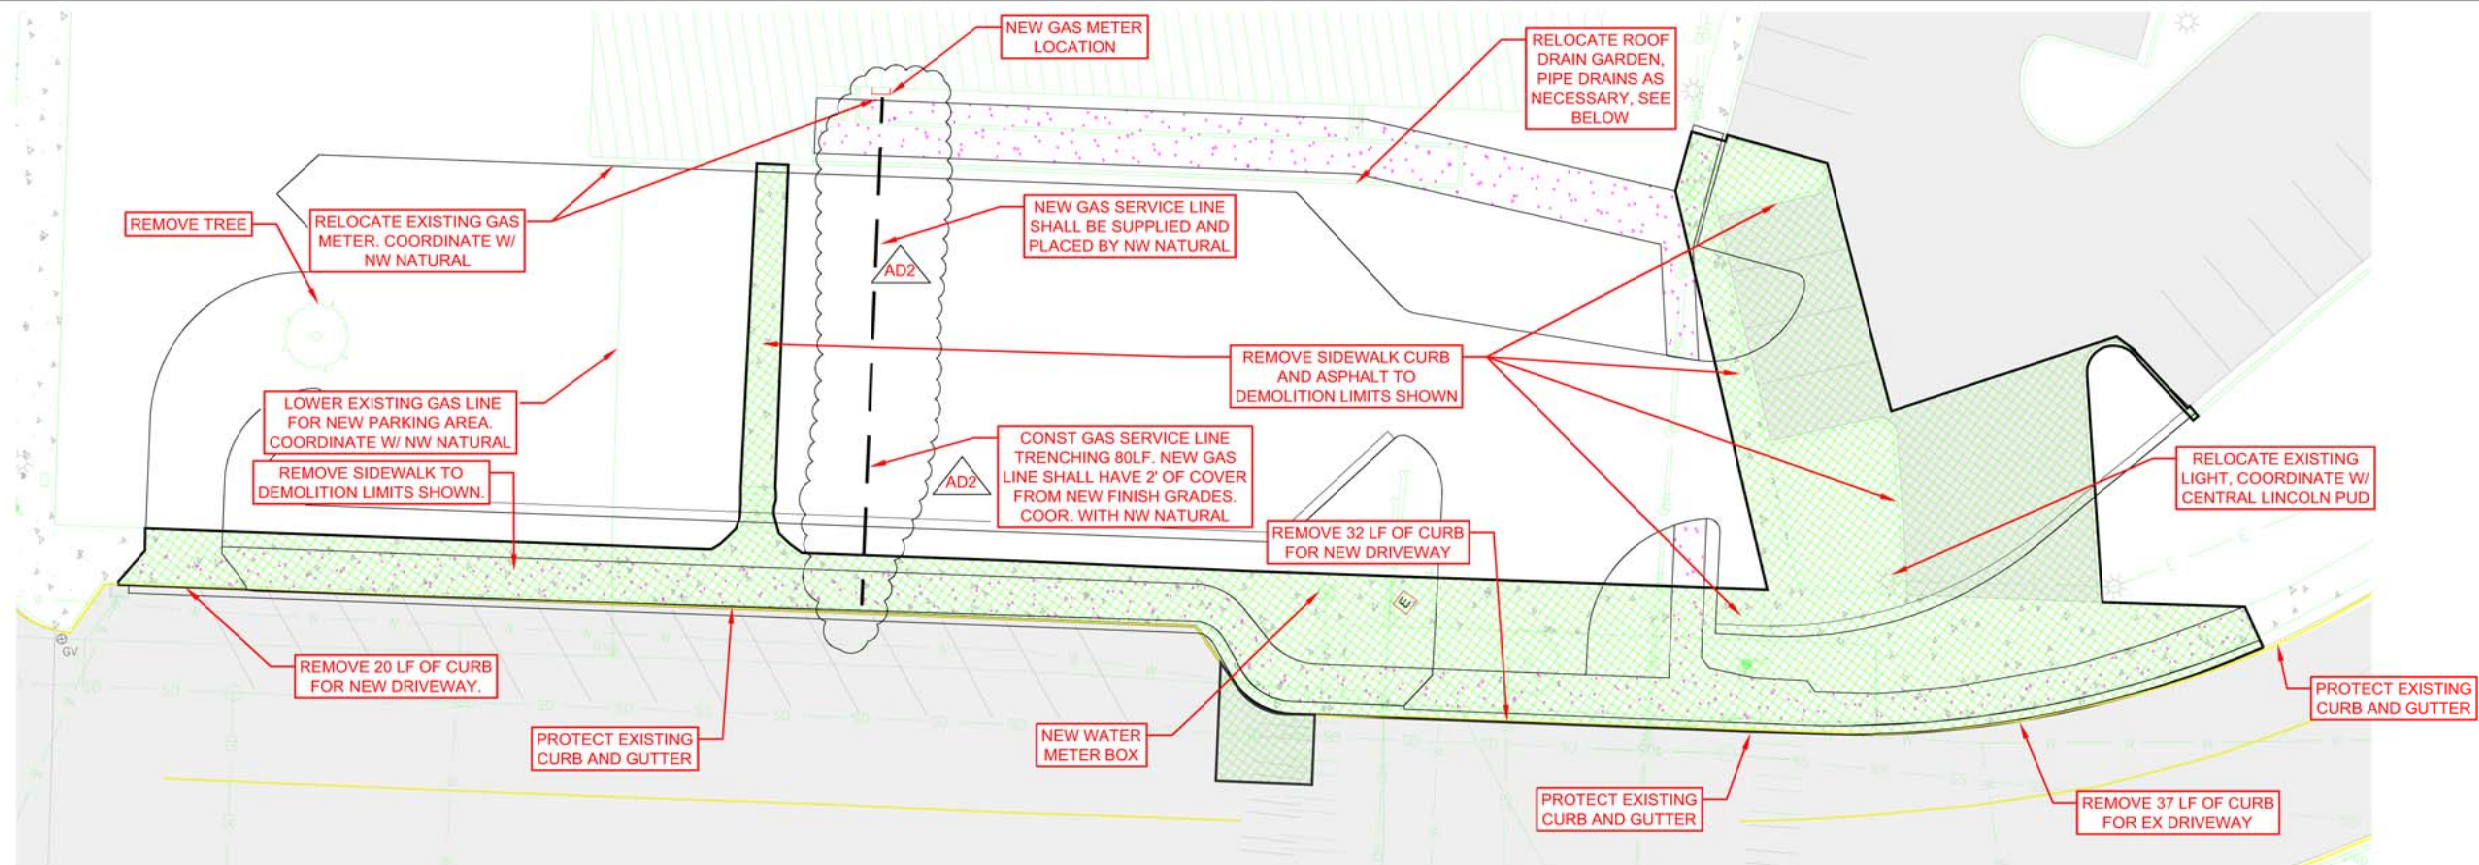 NEW GAS METER
LOCATION
RELOCATE ROOF
DRAIN GARDEN,
PIPE DRAINS AS
NECESSARY, SEE
BELOW
REMOVE TREE
RELOCATE EXISTING GAS
METER. COORDINATE W/
NW NATURAL
NEW GAS SERVICE LINE
SHALL BE SUPPLIED AND
PLACED BY NW NATURAL
AD2
REMOVE SIDEWALK CURB
AND ASPHALT TO
DEMOLITION LIMITS SHOWN
LOWER EXISTING GAS LINE
FOR NEW PARKING AREA.
COORDINATE W/ NW NATURAL
REMOVE SIDEWALK TO
DEMOLITION LIMITS SHOWN.
CONST GAS SERVICE LINE
TRENCHING 80LF. NEW GAS
LINE SHALL HAVE 2' OF COVER
FROM NEW FINISH GRADES.
COOR. WITH NW NATURAL
AD2
RELOCATE EXISTING
LIGHT, COORDINATE W/
CENTRAL LINCOLN PUD
REMOVE 32 LF OF CURB
FOR NEW DRIVEWAY
E
GV
REMOVE 20 LF OF CURB
FOR NEW DRIVEWAY.
PROTECT EXISTING
CURB AND GUTTER
NEW WATER
METER BOX
PROTECT EXISTING
CURB AND GUTTER
PROTECT EXISTING
CURB AND GUTTER
REMOVE 37 LF OF CURB
FOR EX DRIVEWAY